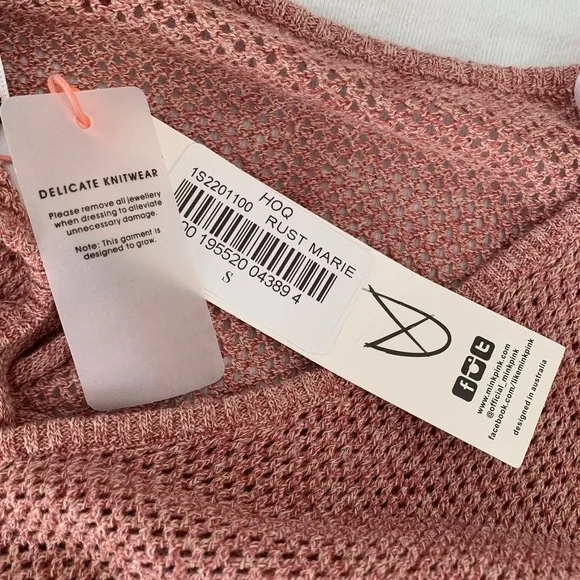 DELICATE KNITWEAR
Please remove all jewellery
when dressing to alleviate
unnecessary damage.
Note: This garment is
designed to grow.
1S2201100
HOQ
RUST MARIE
00 195520 04389 4
S
www.minkpink.com
@official_minkpink
facebook.com/likeminkpink
designed in australia